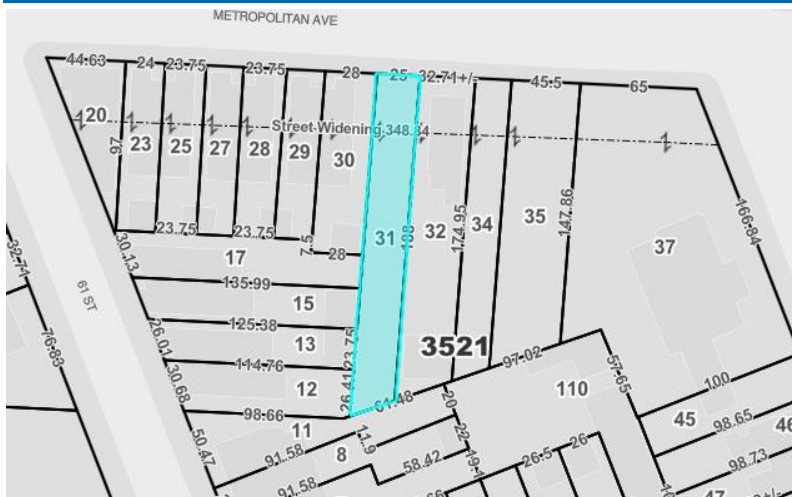 METROPOLITAN AVE
44.63 24 23.75 23.75 28 25 32.71+/- 45.5 65
20 23 25 27 28 29 30 Street Widening 348.84
97
31 188 32 174.95 34 35 147.86 37 166.84
23.75 23.75 7.5 28
30.13 17
32.71 61 ST 135.99
15
26.01 125.38 23.75
13
76.83 30.68 114.76 3521 97.02 57.65
12 26.41 61.48 20 110 100
98.66 45
11 11.9 22 98.65 46
50.47 91.58 8 58.42 19.1 26.5 26 98.73
91.58 47